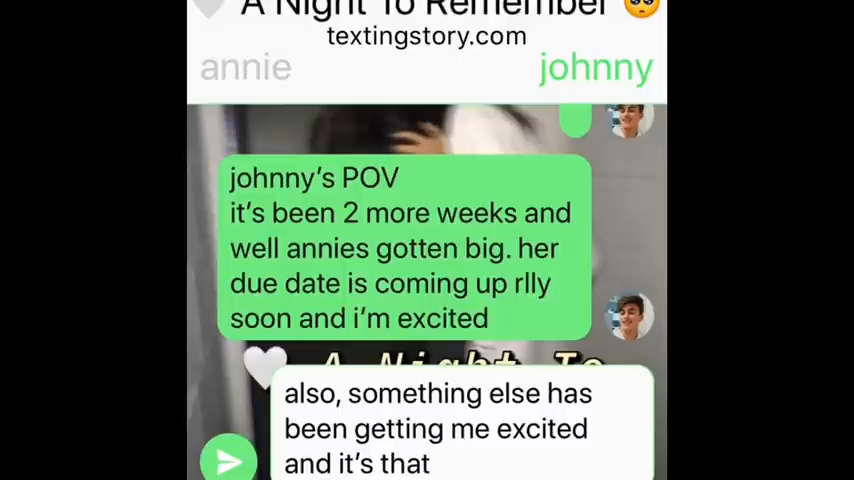 🤍 A Night To Remember 🥺
textingstory.com
annie
johnny
johnny's POV
it's been 2 more weeks and
well annies gotten big. her
due date is coming up rlly
soon and i'm excited
🤍 A Night To
also, something else has
been getting me excited
and it's that